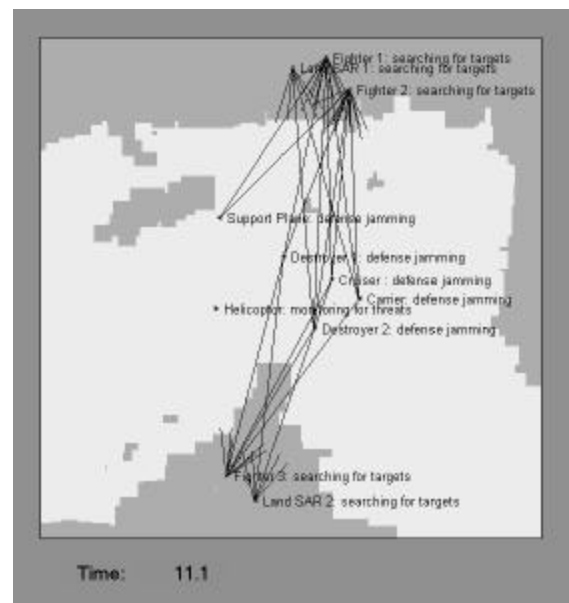 Fighter 1: searching for targets
Land SAR 1: searching for targets
Fighter 2: searching for targets
Support Plane: defense jamming
Destroyer 1: defense jamming
Cruiser : defense jamming
Carrier: defense jamming
Helicoptor: monitoring for threats
Destroyer 2: defense jamming
Fighter 3: searching for targets
Land SAR 2: searching for targets
Time: 11.1